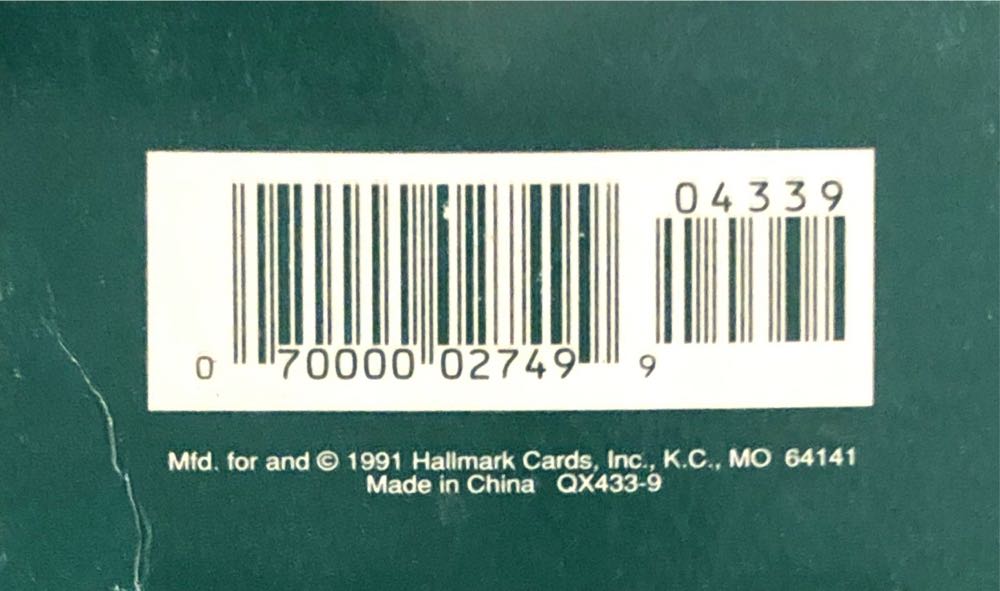 04339
0 70000 02749 9
Mfd. for and © 1991 Hallmark Cards, Inc., K.C., MO 64141
Made in China QX433-9